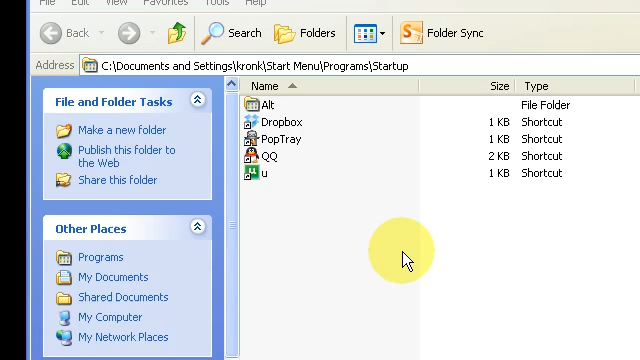 File Edit View Favorites Tools Help
Back Search Folders Folder Sync
Address C:\Documents and Settings\kronk\Start Menu\Programs\Startup
Name Size Type
File and Folder Tasks
Make a new folder
Publish this folder to
the Web
Share this folder
Other Places
Programs
My Documents
Shared Documents
My Computer
My Network Places
Alt File Folder
Dropbox 1 KB Shortcut
PopTray 1 KB Shortcut
QQ 2 KB Shortcut
u 1 KB Shortcut